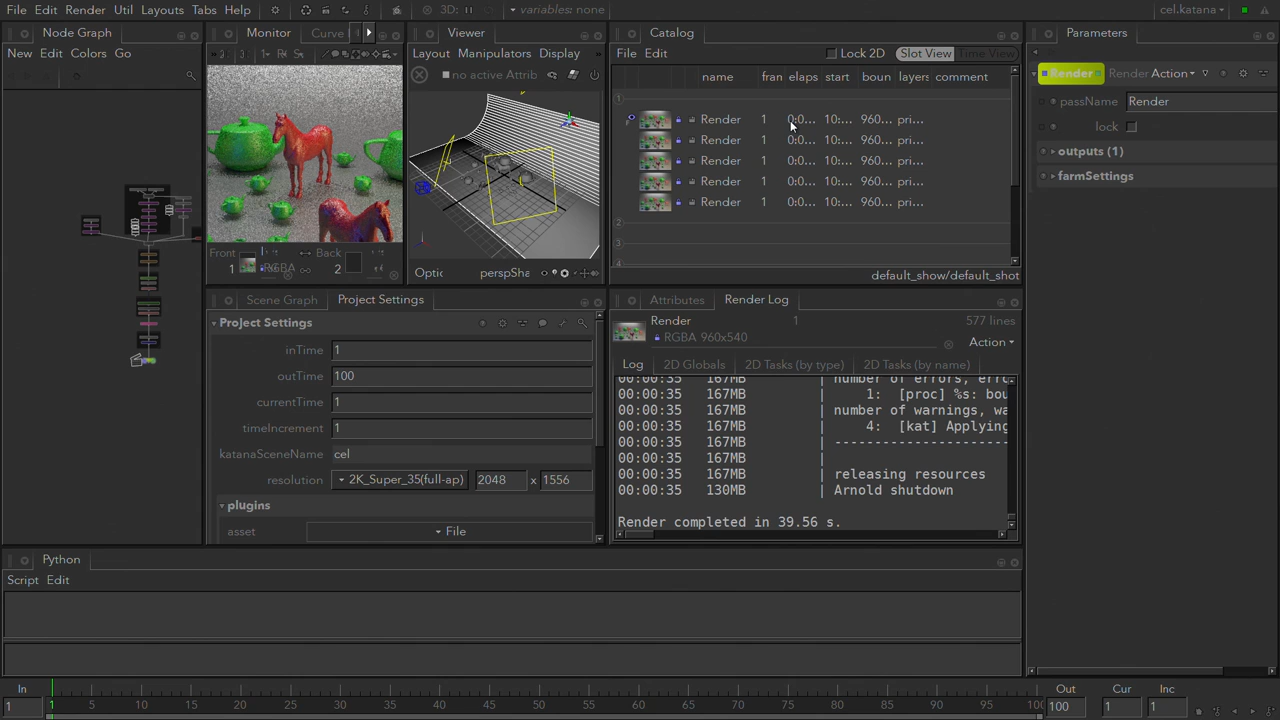 File Edit Render Util Layouts Tabs Help 3D: variables: none cel.katana
Node Graph
New Edit Colors Go
Monitor Curve
Front 1 RGBA Back 2
Viewer
Layout Manipulators Display
no active Attrib
Optic perspSha
Catalog
File Edit Lock 2D Slot View Time View
name fran elaps start boun layers comment
1
Render 1 0:0... 10:... 960... pri...
Render 1 0:0... 10:... 960... pri...
Render 1 0:0... 10:... 960... pri...
Render 1 0:0... 10:... 960... pri...
Render 1 0:0... 10:... 960... pri...
2
3
4
default_show/default_shot
Parameters
Render Render Action
passName Render
lock
outputs (1)
farmSettings
Scene Graph Project Settings
Project Settings
inTime 1
outTime 100
currentTime 1
timeIncrement 1
katanaSceneName cel
resolution 2K_Super_35(full-ap) 2048 x 1556
plugins
asset File
Attributes Render Log
Render 1 577 lines
RGBA 960x540
Action
Log 2D Globals 2D Tasks (by type) 2D Tasks (by name)
00:00:35 167MB | number of errors, erro
00:00:35 167MB | 1: [proc] %s: bou
00:00:35 167MB | number of warnings, wa
00:00:35 167MB | 4: [kat] Applying
00:00:35 167MB | -----------------------
00:00:35 167MB |
00:00:35 167MB | releasing resources
00:00:35 130MB | Arnold shutdown
Render completed in 39.56 s.
Python
Script Edit
In Out Cur Inc
1 1 5 10 15 20 25 30 35 40 45 50 55 60 65 70 75 80 85 90 95 100 1 1